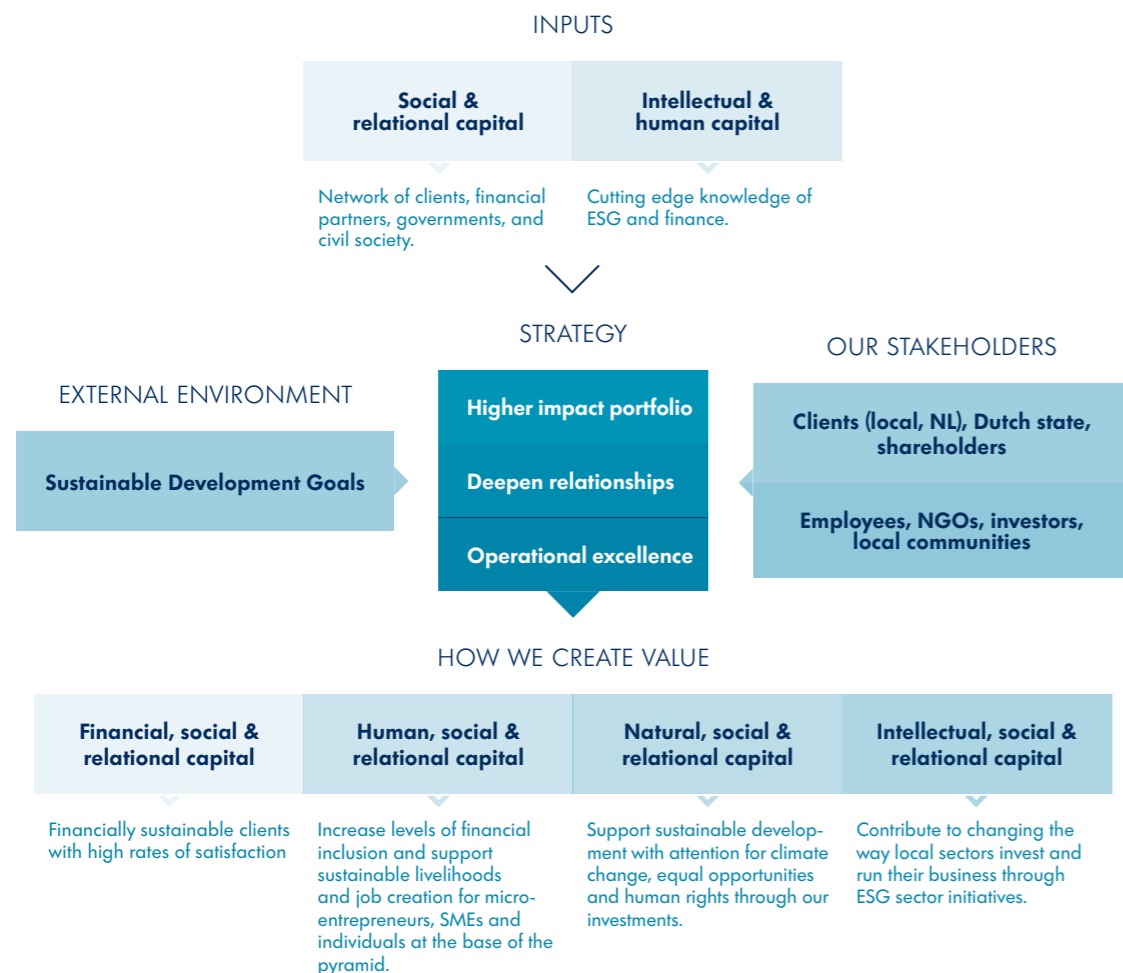 INPUTS
Social &
relational capital
Intellectual &
human capital
Network of clients, financial
partners, governments, and
civil society.
Cutting edge knowledge of
ESG and finance.
STRATEGY
Higher impact portfolio
Deepen relationships
Operational excellence
EXTERNAL ENVIRONMENT
Sustainable Development Goals
OUR STAKEHOLDERS
Clients (local, NL), Dutch state,
shareholders
Employees, NGOs, investors,
local communities
HOW WE CREATE VALUE
Financial, social &
relational capital
Financially sustainable clients
with high rates of satisfaction
Human, social &
relational capital
Increase levels of financial
inclusion and support
sustainable livelihoods
and job creation for micro-
entrepreneurs, SMEs and
individuals at the base of the
pyramid.
Natural, social &
relational capital
Support sustainable develop-
ment with attention for climate
change, equal opportunities
and human rights through our
investments.
Intellectual, social &
relational capital
Contribute to changing the
way local sectors invest and
run their business through
ESG sector initiatives.